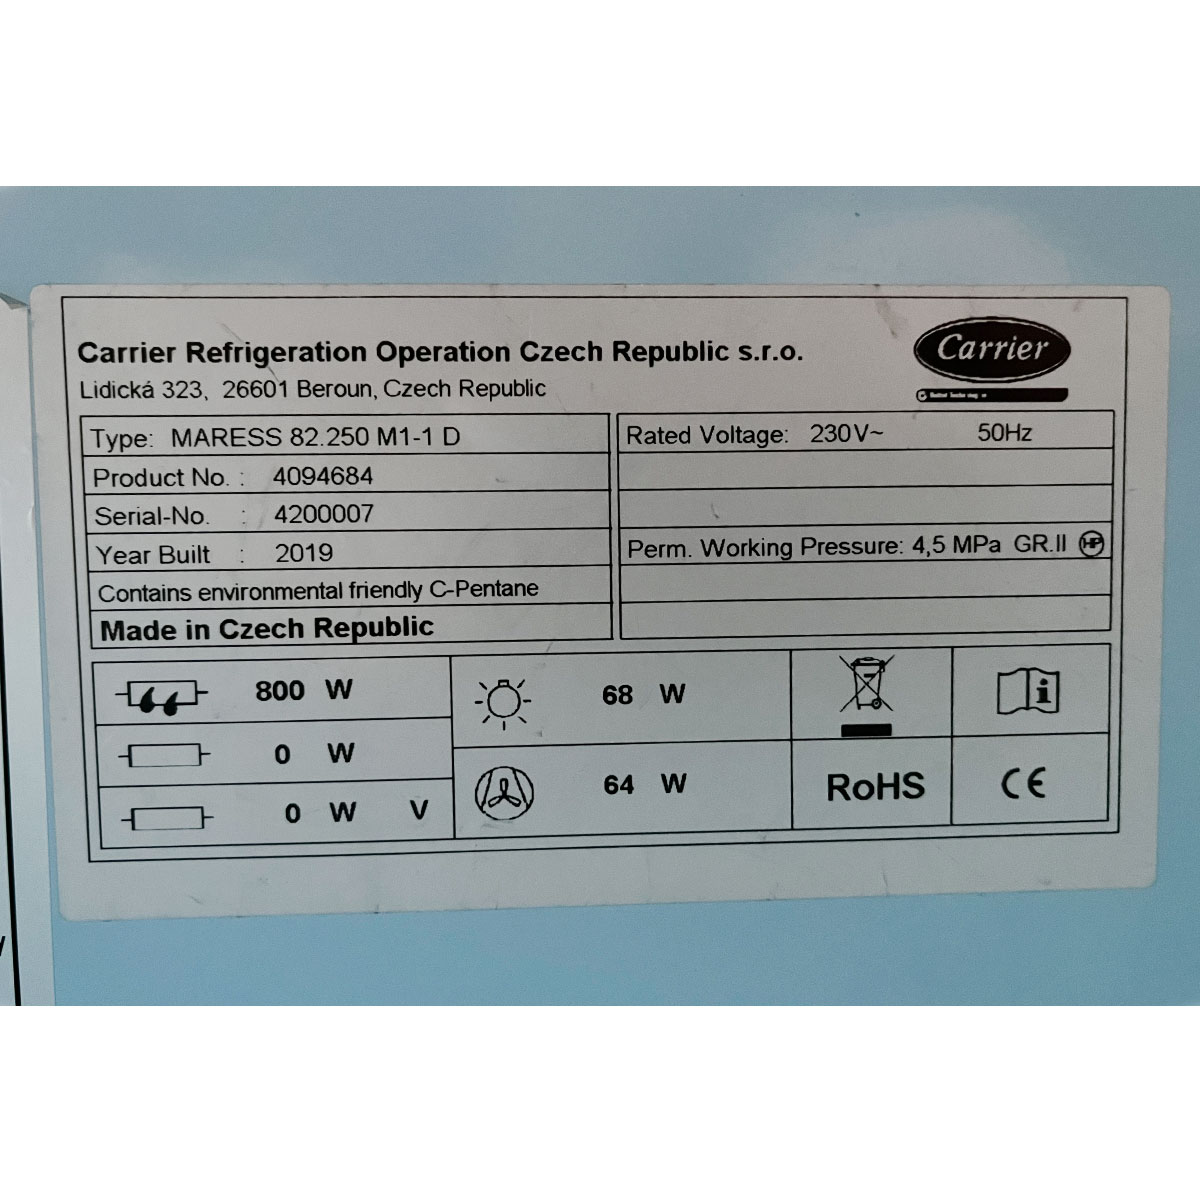 Carrier Refrigeration Operation Czech Republic s.r.o.
Lidická 323, 26601 Beroun, Czech Republic
Carrier
Type: MARESS 82.250 M1-1 D
Product No. : 4094684
Serial-No. : 4200007
Year Built : 2019
Contains environmental friendly C-Pentane
Made in Czech Republic
Rated Voltage: 230V~ 50Hz
Perm. Working Pressure: 4,5 MPa GR.II HP
800 W
0 W
0 W V
68 W
64 W
i
RoHS
CE